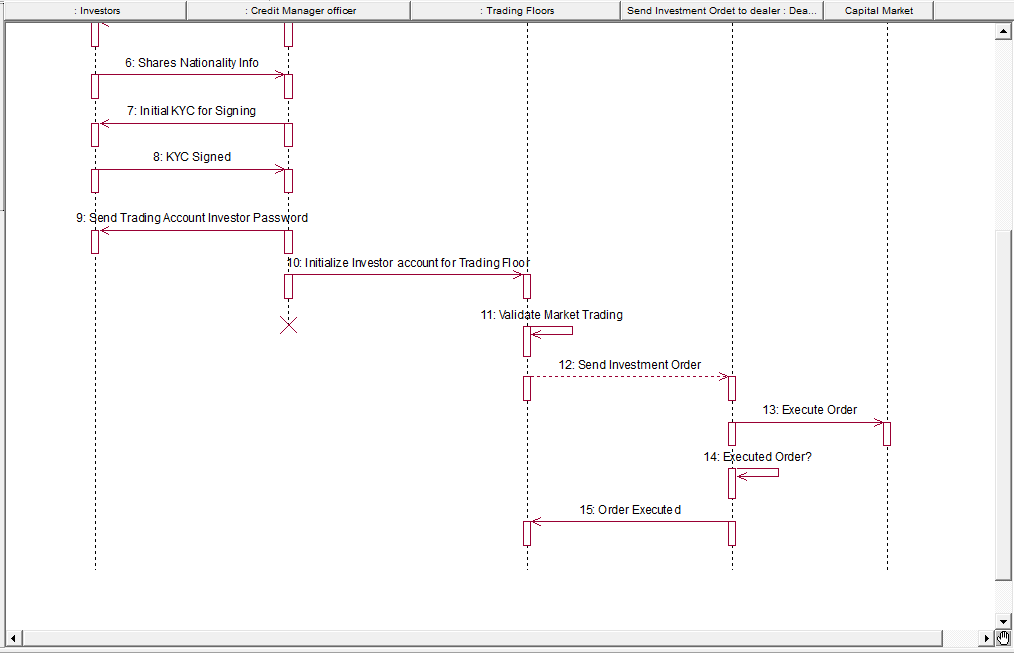 : Investors
: Credit Manager officer
: Trading Floors
Send Investment Ordet to dealer : Dea...
Capital Market
6: Shares Nationality Info
7: Initial KYC for Signing
8: KYC Signed
9: Send Trading Account Investor Password
10: Initialize Investor account for Trading Floor
11: Validate Market Trading
12: Send Investment Order
13: Execute Order
14: Executed Order?
15: Order Executed